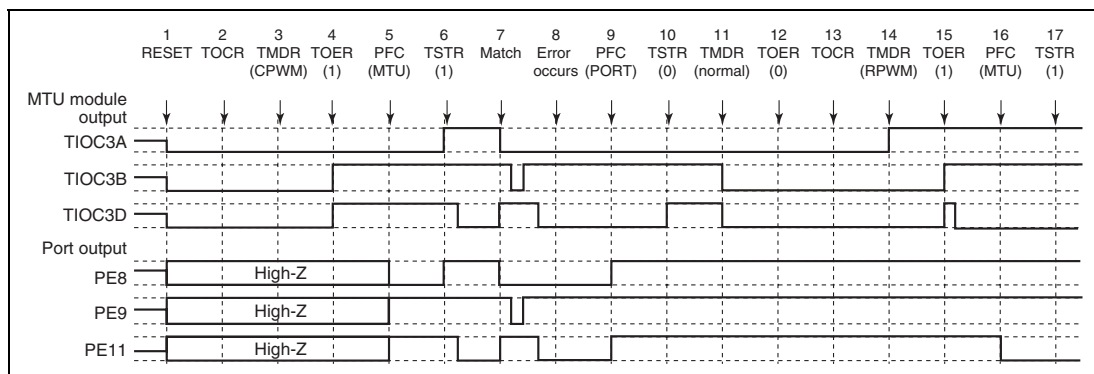 1 2 3 4 5 6 7 8 9 10 11 12 13 14 15 16 17
RESET TOCR TMDR TOER PFC TSTR Match Error PFC TSTR TMDR TOER TOCR TMDR TOER PFC TSTR
(CPWM) (1) (MTU) (1) occurs (PORT) (0) (normal) (0) (RPWM) (1) (MTU) (1)
MTU module
output
TIOC3A
TIOC3B
TIOC3D
Port output
PE8 High-Z
PE9 High-Z
PE11 High-Z